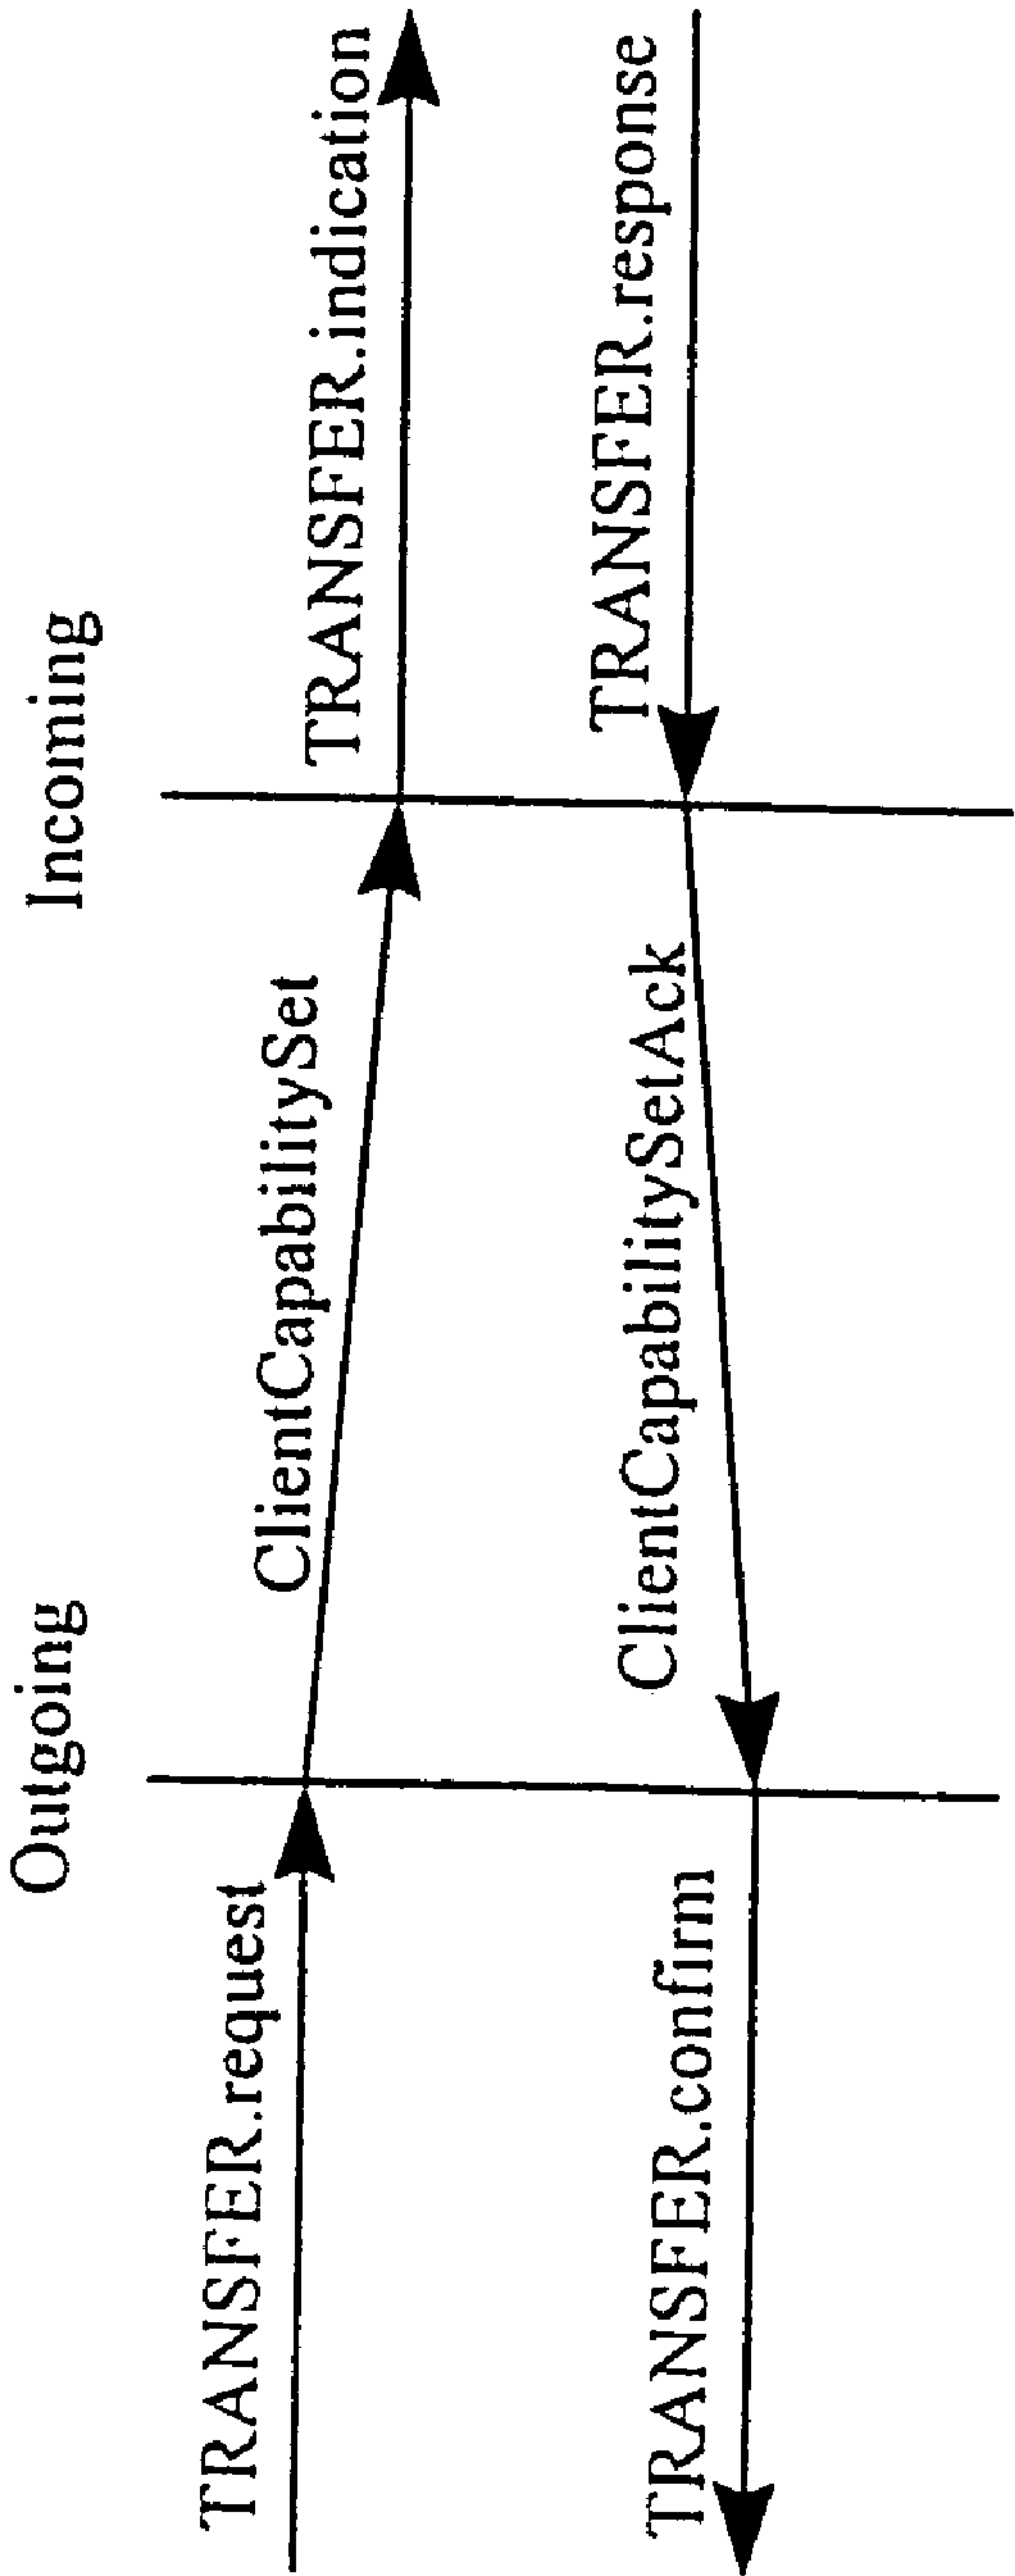 Outgoing
Incoming
TRANSFER.request
ClientCapabilitySet
TRANSFER.indication
TRANSFER.response
ClientCapabilitySetAck
TRANSFER.confirm